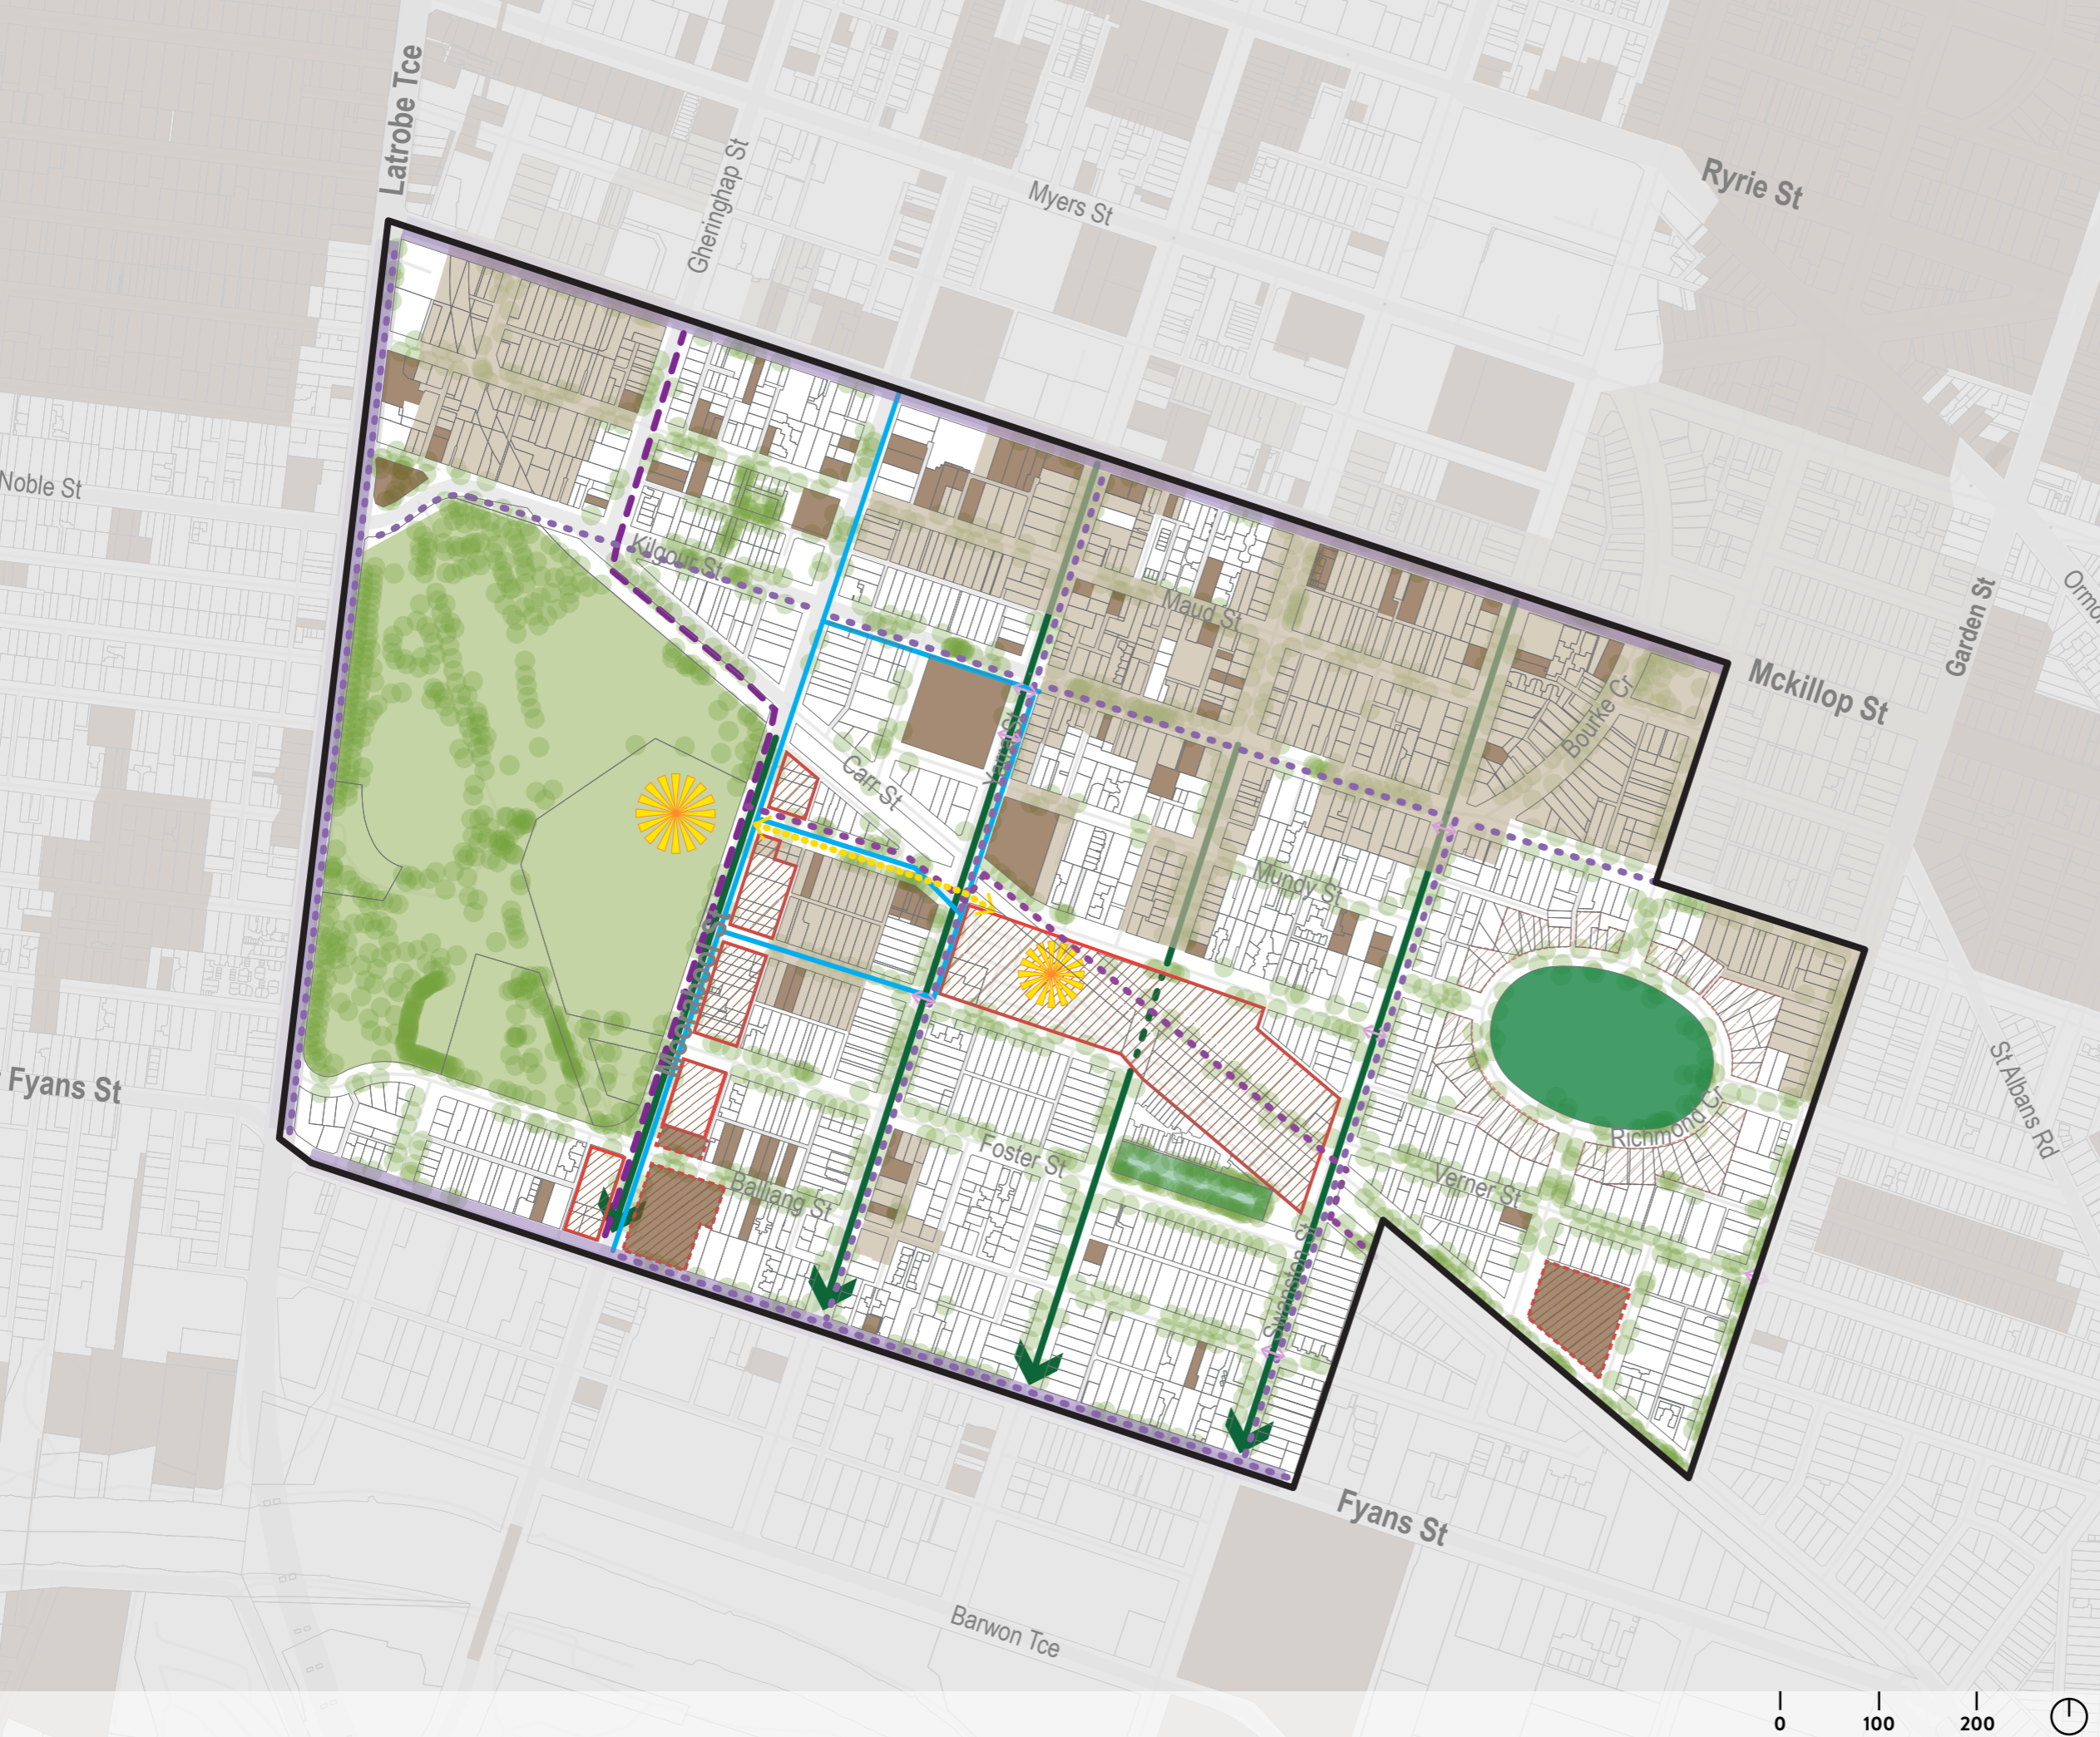 Latrobe Tce
Gheringhap St
Myers St
Ryrie St
Noble St
Kilgour St
Maud St
Bourke Cr
Mckillop St
Garden St
Carr St
Yarra St
Mundy St
Moorabool St
Fyans St
Foster St
Balliang St
Verner St
Richmond Cr
St Albans Rd
Swanston St
Fyans St
Barwon Tce
0 100 200